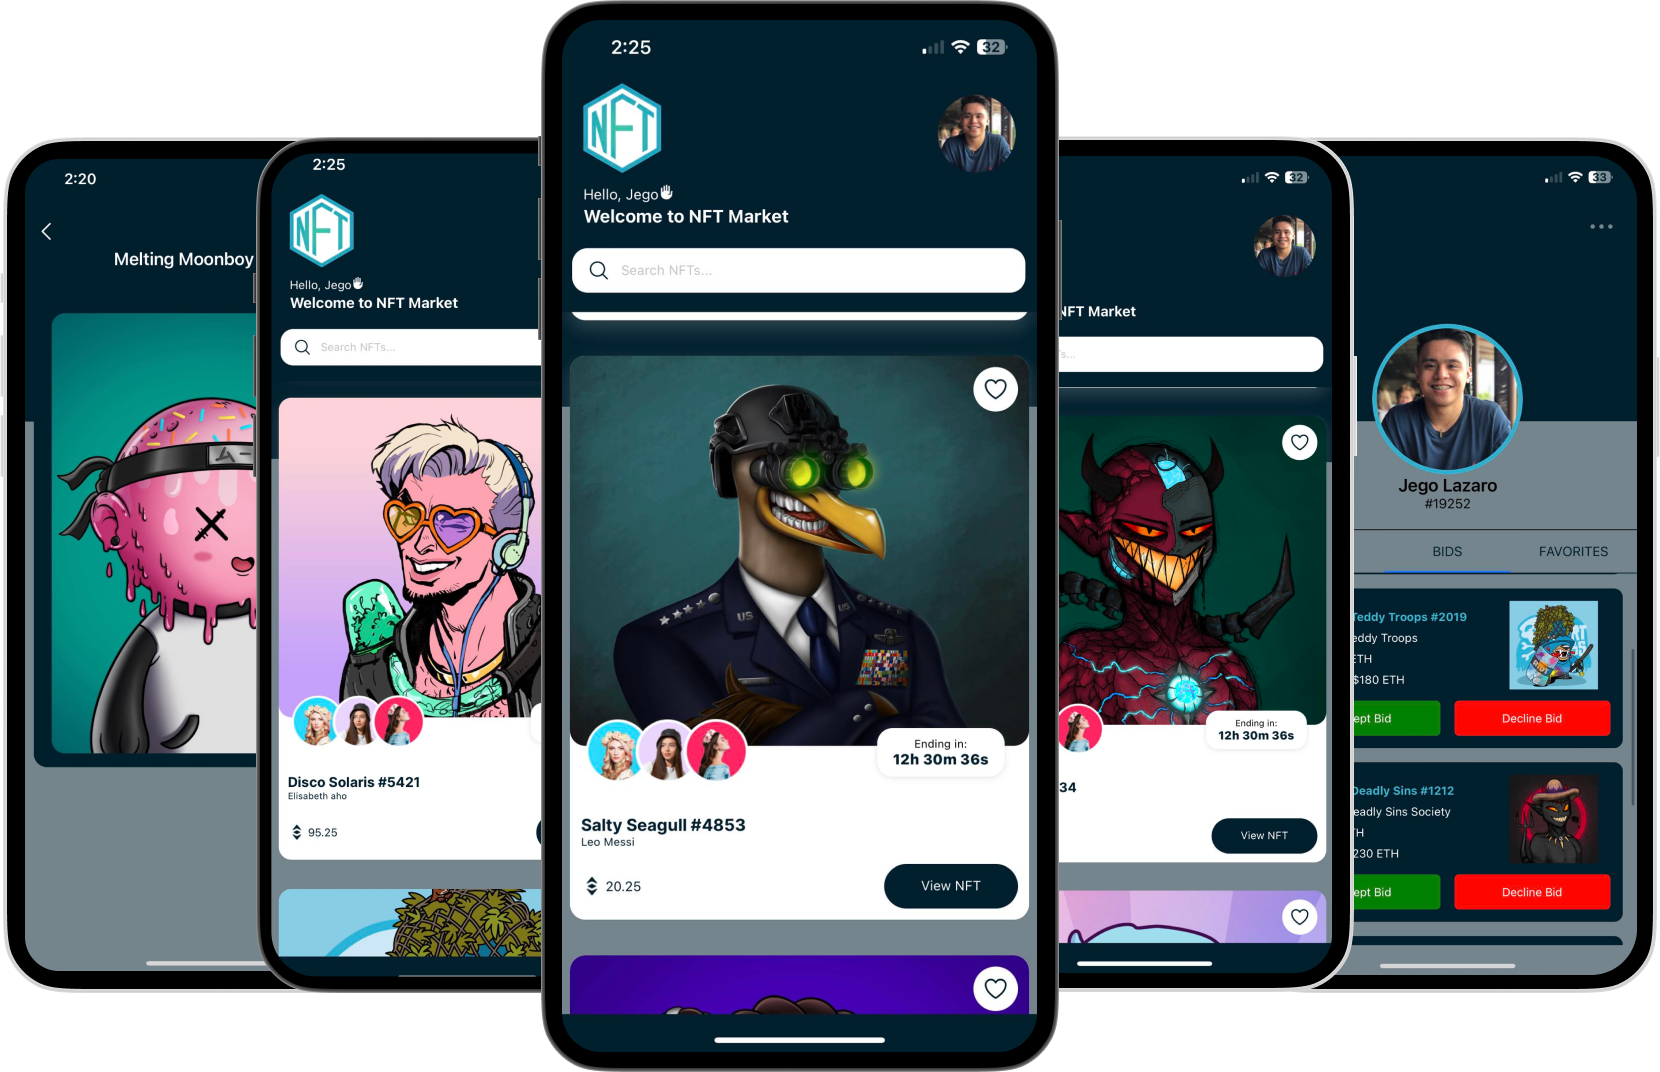 2:20
Melting Moonboy
A-
2:25
NFT
Hello, Jego
Welcome to NFT Market
Search NFTs...
Disco Solaris #5421
Elisabeth aho
95.25
2:25
32
NFT
Hello, Jego
Welcome to NFT Market
Search NFTs...
US
US
Ending in:
12h 30m 36s
Salty Seagull #4853
Leo Messi
20.25
View NFT
32
NFT Market
s...
Ending in:
12h 30m 36s
34
View NFT
33
Jego Lazaro
#19252
BIDS
FAVORITES
Teddy Troops #2019
eddy Troops
ETH
$180 ETH
ept Bid
Decline Bid
Deadly Sins #1212
eadly Sins Society
TH
230 ETH
ept Bid
Decline Bid